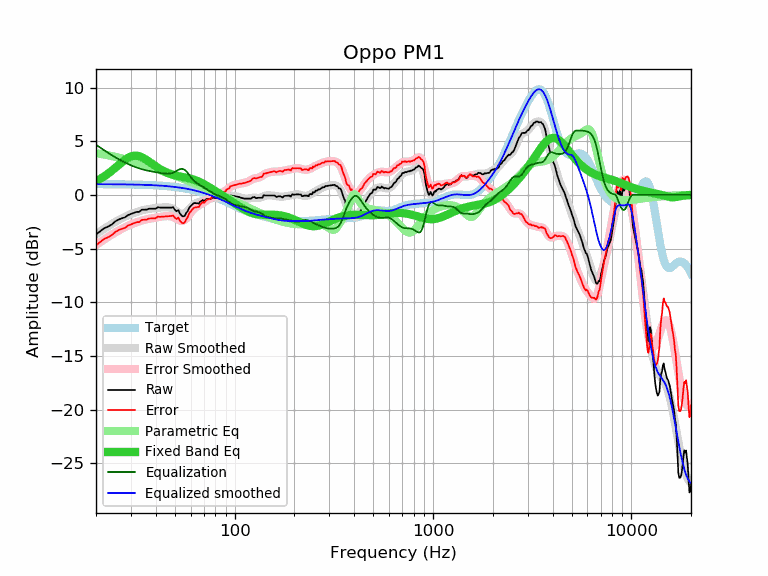 Oppo PM1
10
5
0
−5
−10
−15
−20
−25
Amplitude (dBr)
Target
Raw Smoothed
Error Smoothed
Raw
Error
Parametric Eq
Fixed Band Eq
Equalization
Equalized smoothed
100 1000 10000
Frequency (Hz)